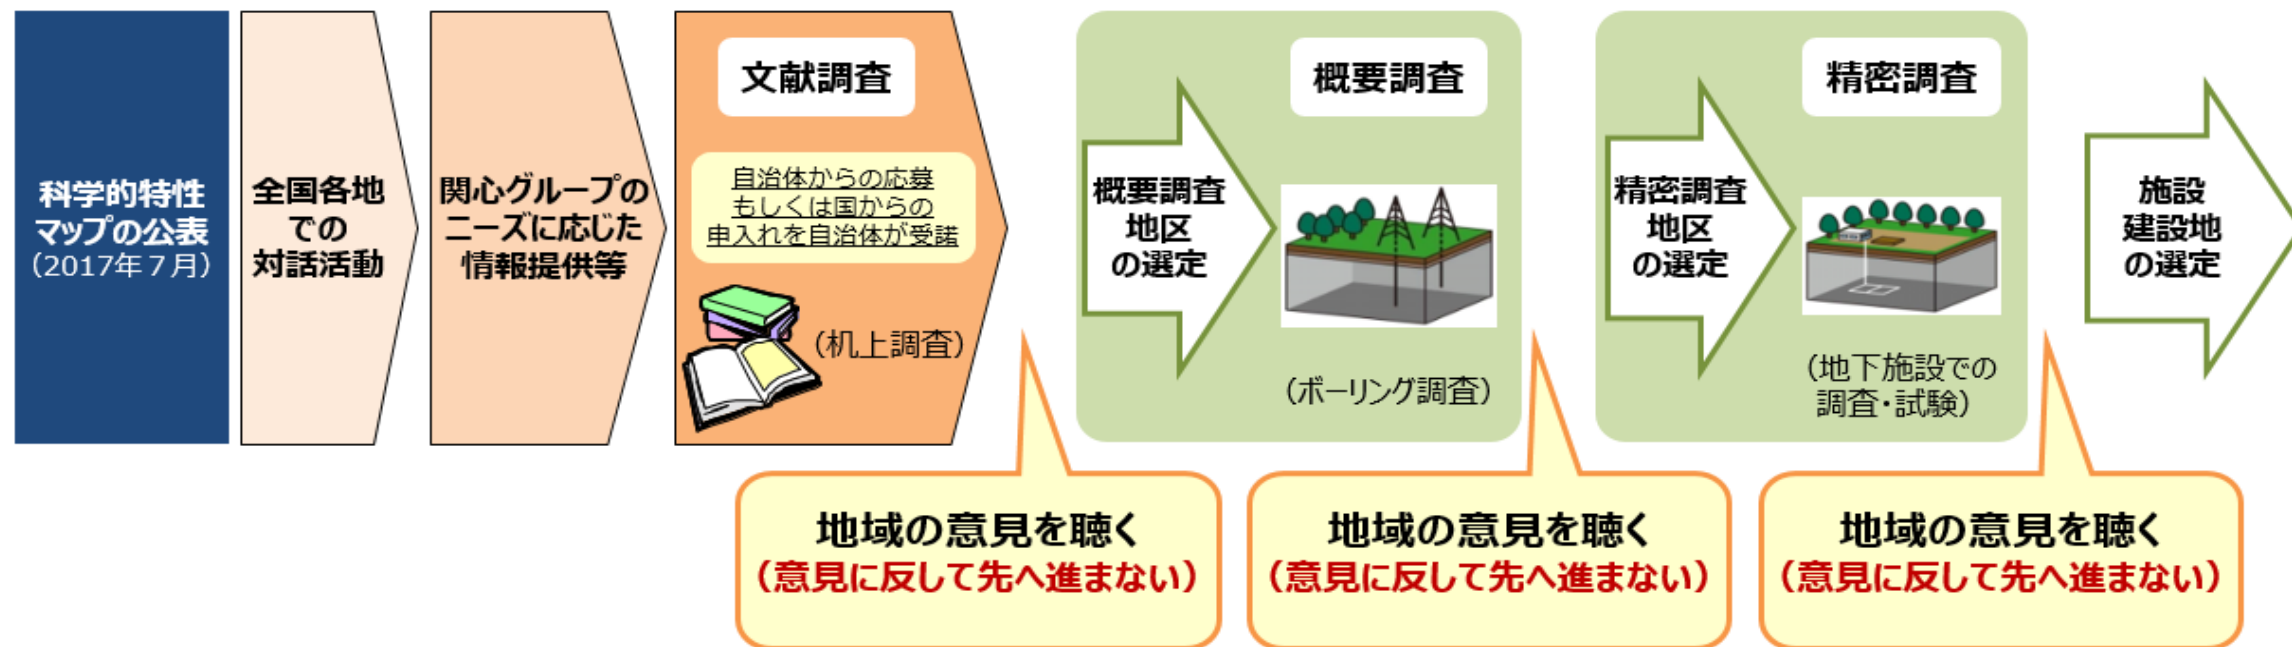 科学的特性
マップの公表
（2017年７月）
全国各地
での
対話活動
関心グループの
ニーズに応じた
情報提供等
文献調査
自治体からの応募
もしくは国からの
申入れを自治体が受諾
（机上調査）
概要調査
地区
の選定
概要調査
（ボーリング調査）
精密調査
地区
の選定
精密調査
（地下施設での
調査・試験）
施設
建設地
の選定
地域の意見を聴く
（意見に反して先へ進まない）
地域の意見を聴く
（意見に反して先へ進まない）
地域の意見を聴く
（意見に反して先へ進まない）